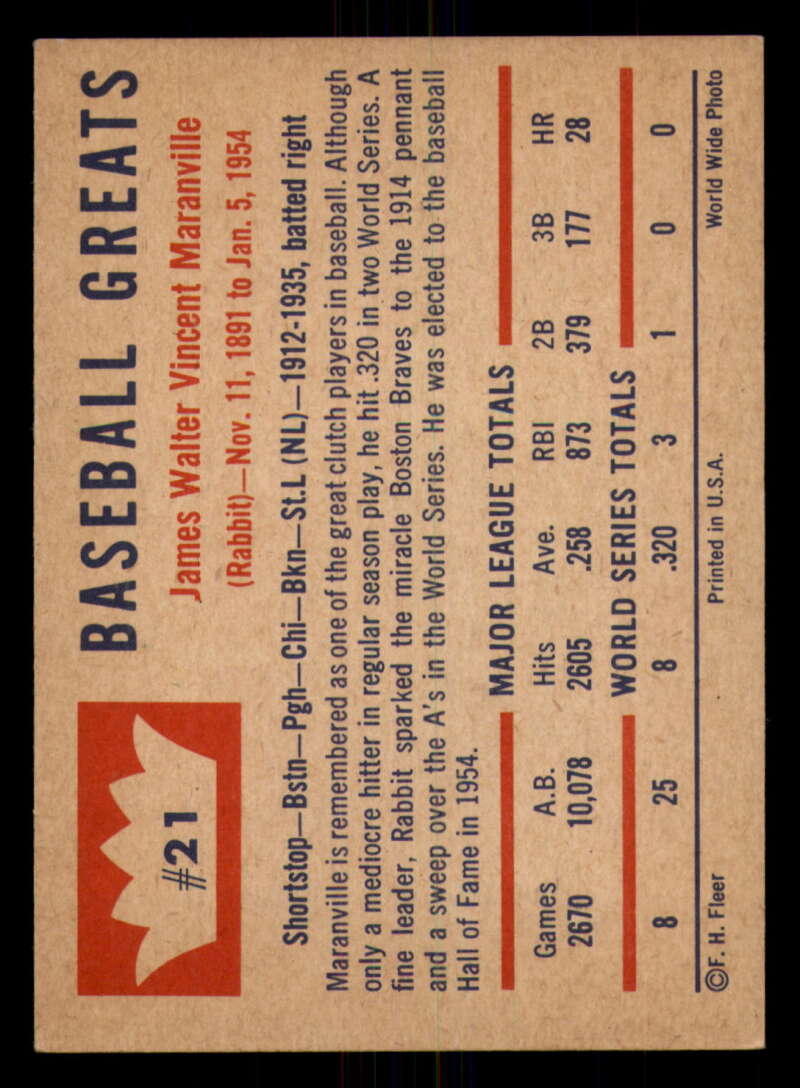 #21
BASEBALL GREATS
James Walter Vincent Maranville
(Rabbit)—Nov. 11, 1891 to Jan. 5, 1954
Shortstop—Bstn—Pgh—Chi—Bkn—St.L (NL)—1912-1935, batted right
Maranville is remembered as one of the great clutch players in baseball. Although
only a mediocre hitter in regular season play, he hit .320 in two World Series. A
fine leader, Rabbit sparked the miracle Boston Braves to the 1914 pennant
and a sweep over the A's in the World Series. He was elected to the baseball
Hall of Fame in 1954.
MAJOR LEAGUE TOTALS
Games A.B. Hits Ave. RBI 2B 3B HR
2670 10,078 2605 .258 873 379 177 28
WORLD SERIES TOTALS
8 25 8 .320 3 1 0 0
©F. H. Fleer Printed in U.S.A. World Wide Photo